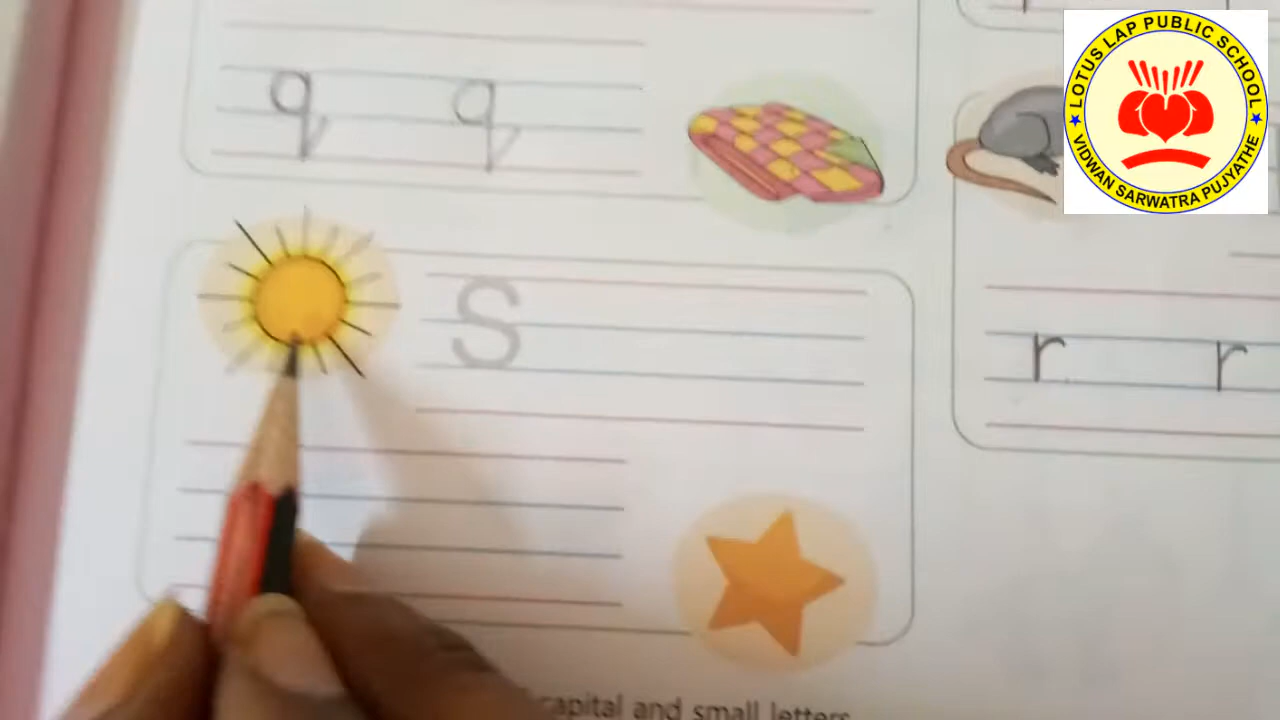 q q
LOTUS LAP PUBLIC SCHOOL
VIDWAN SARWATRA PUJYATHE
S
r r
capital and small letters